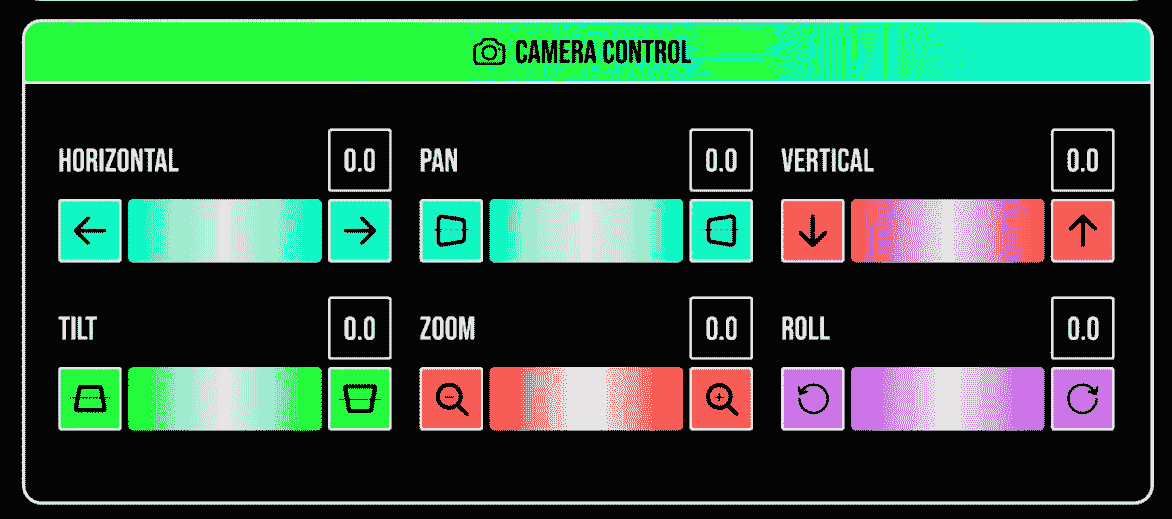 CAMERA CONTROL
HORIZONTAL 0.0
PAN 0.0
VERTICAL 0.0
TILT 0.0
ZOOM 0.0
ROLL 0.0